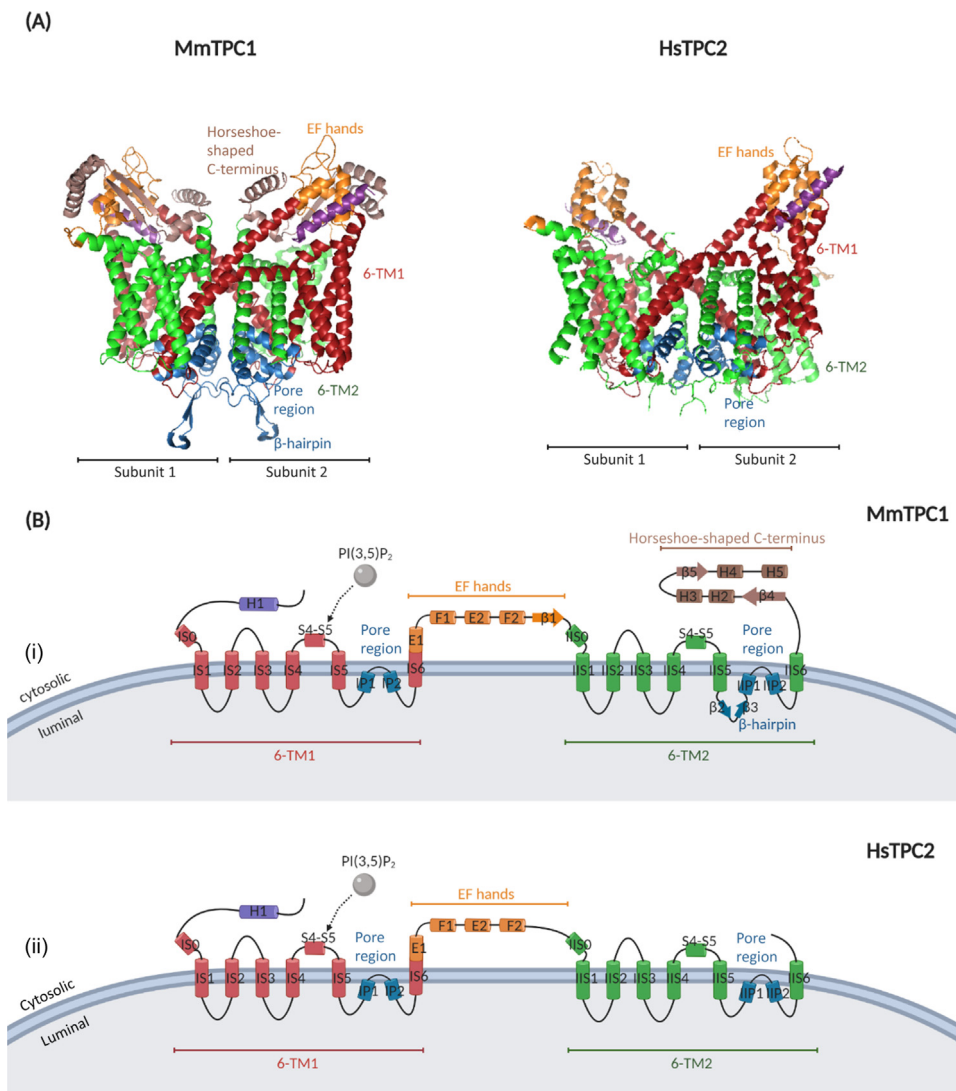 (A)
MmTPC1
HsTPC2
Horseshoe-
shaped
C-terminus
EF hands
6-TM1
6-TM2
Pore
region
β-hairpin
Subunit 1
Subunit 2
EF hands
6-TM1
6-TM2
Pore
region
Subunit 1
Subunit 2
(B)
MmTPC1
Horseshoe-shaped C-terminus
PI(3,5)P₂
EF hands
β5 H4 H5
H3 H2 β4
H1
F1 E2 F2 β1
IS0
S4-S5
Pore
region
E1
IIS0
S4-S5
Pore
region
(i)
IS1 IS2 IS3 IS4 IS5 IP1 IP2 IS6
IIS1 IIS2 IIS3 IIS4 IIS5 IIP1 IIP2 IIS6
β2 β3
β-hairpin
cytosolic
luminal
6-TM1
6-TM2
HsTPC2
PI(3,5)P₂
EF hands
H1
F1 E2 F2
IS0
S4-S5
Pore
region
E1
IIS0
S4-S5
Pore
region
(ii)
IS1 IS2 IS3 IS4 IS5 IP1 IP2 IS6
IIS1 IIS2 IIS3 IIS4 IIS5 IIP1 IIP2 IIS6
Cytosolic
Luminal
6-TM1
6-TM2